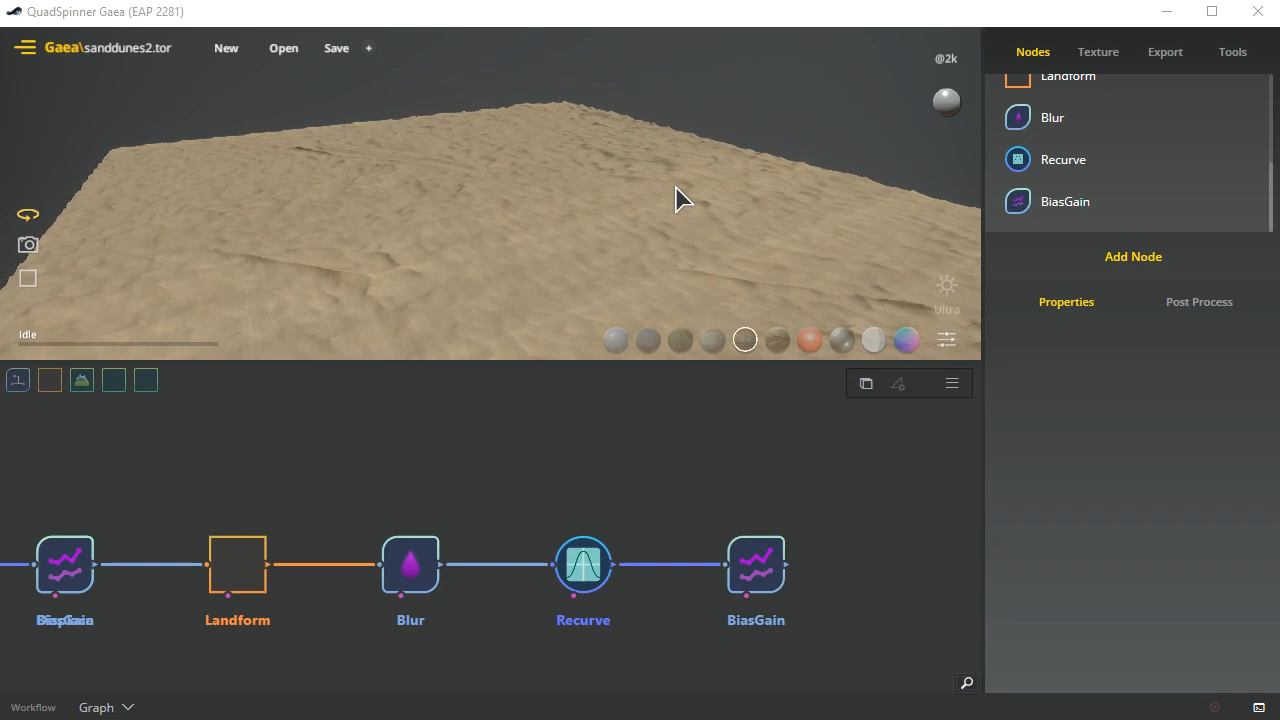 QuadSpinner Gaea (EAP 2281)
Gaea\sanddunes2.tor New Open Save +
@2k
Ultra
Idle
Nodes Texture Export Tools
Landform
Blur
Recurve
BiasGain
Add Node
Properties Post Process
BiasGain Landform Blur Recurve BiasGain
Workflow Graph